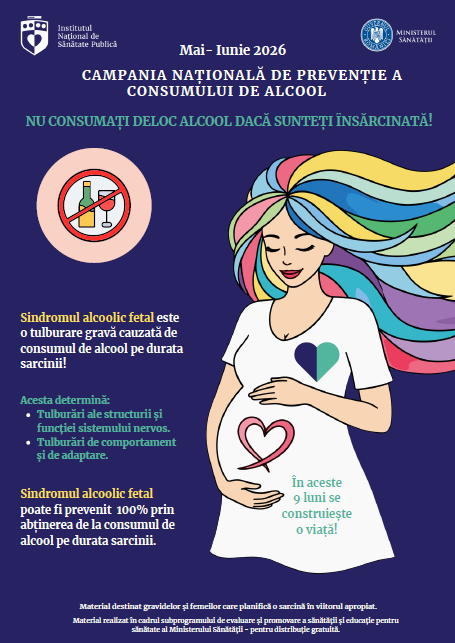 Institutul
Național de
Sănătate Publică
MINISTERUL
SĂNĂTĂȚII
Mai- Iunie 2026
CAMPANIA NAȚIONALĂ DE PREVENȚIE A
CONSUMULUI DE ALCOOL
NU CONSUMAȚI DELOC ALCOOL DACĂ SUNTEȚI ÎNSĂRCINATĂ!
Sindromul alcoolic fetal este
o tulburare gravă cauzată de
consumul de alcool pe durata
sarcinii!
Acesta determină:
• Tulburări ale structurii și
funcției sistemului nervos.
• Tulburări de comportament
și de adaptare.
Sindromul alcoolic fetal
poate fi prevenit 100% prin
abținerea de la consumul de
alcool pe durata sarcinii.
În aceste
9 luni se
construiește
o viață!
Material destinat gravidelor și femeilor care planifică o sarcină în viitorul apropiat.
Material realizat în cadrul subprogramului de evaluare și promovare a sănătății și educație pentru
sănătate al Ministerului Sănătății - pentru distribuție gratuită.